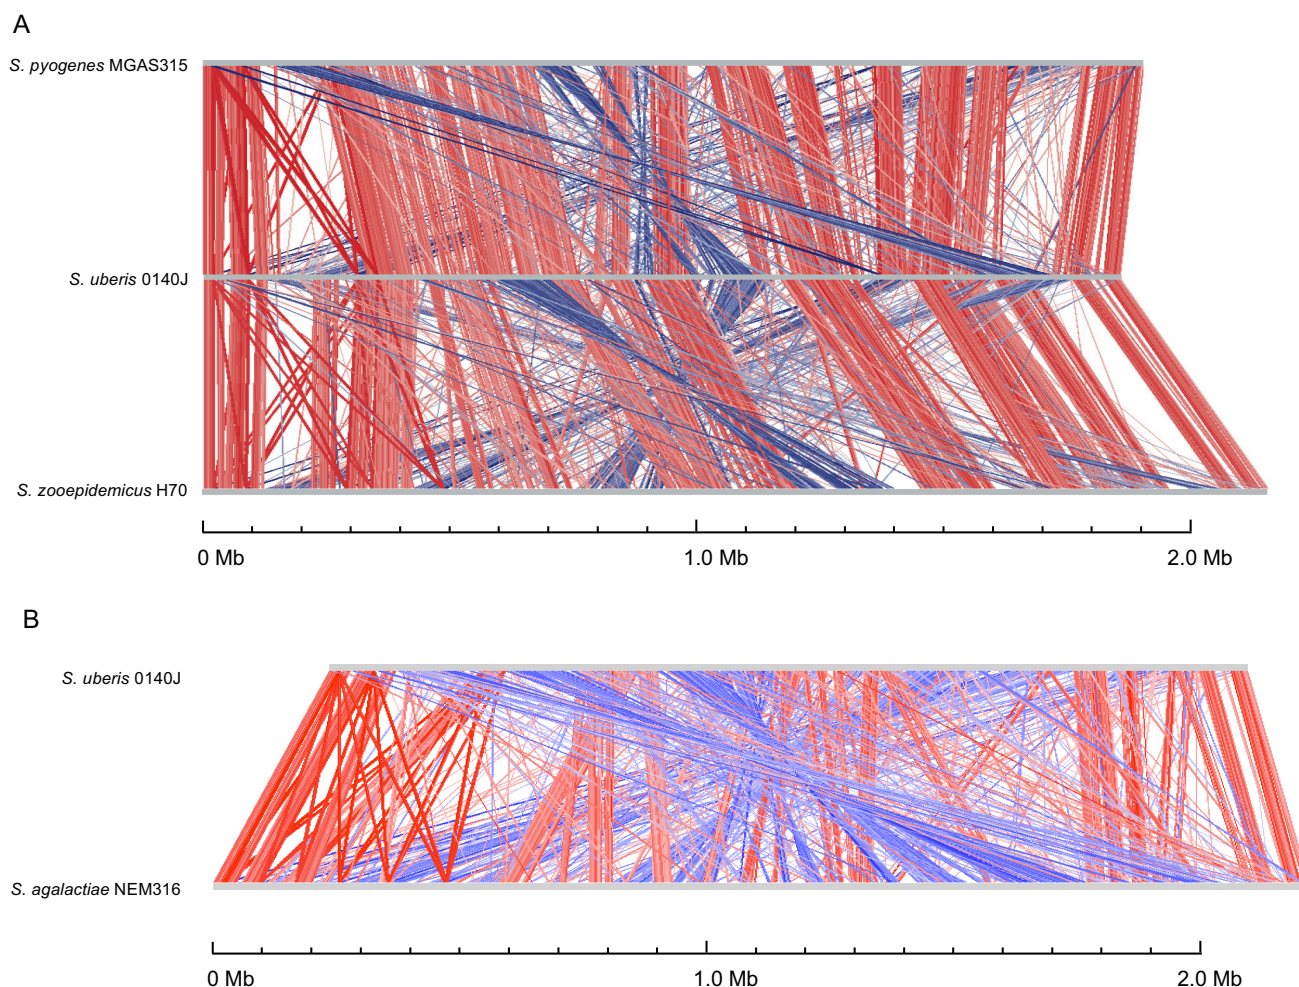 A
S. pyogenes MGAS315
S. uberis 0140J
S. zooepidemicus H70
0 Mb 1.0 Mb 2.0 Mb
B
S. uberis 0140J
S. agalactiae NEM316
0 Mb 1.0 Mb 2.0 Mb